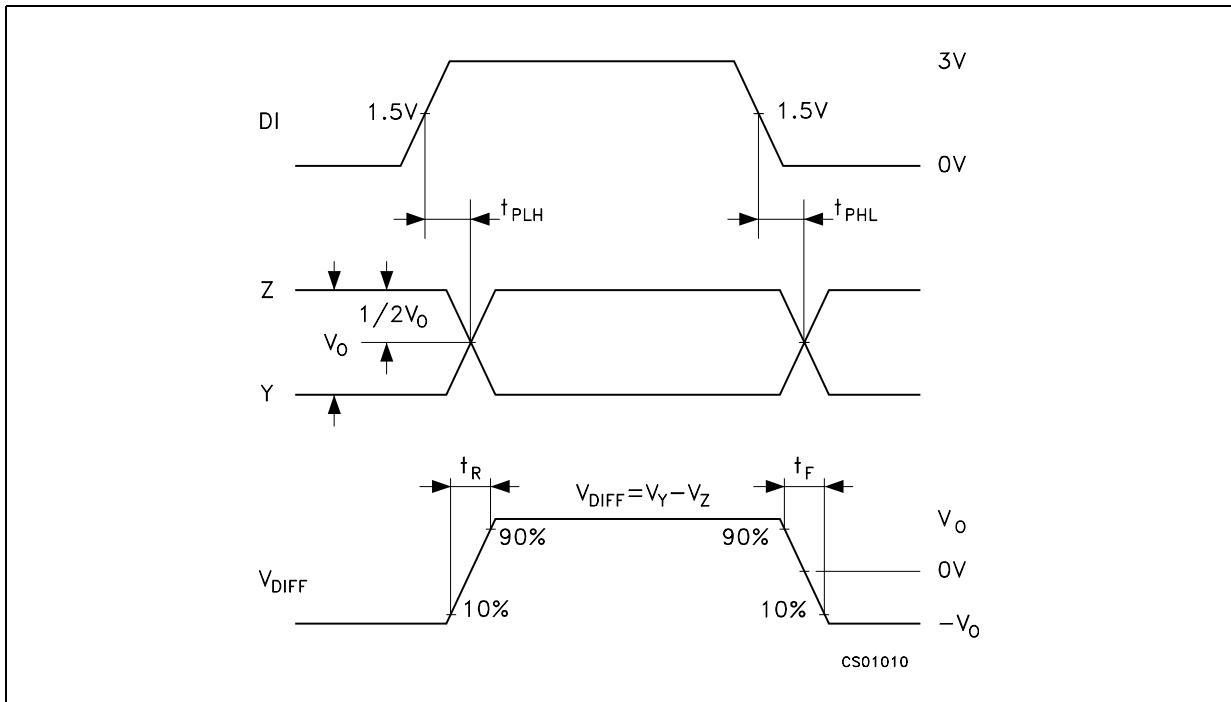 3V
DI
1.5V
1.5V
0V
tPLH
tPHL
Z
1/2VO
VO
Y
tR
tF
VDIFF=VY−VZ
VO
90%
90%
0V
VDIFF
10%
10%
−VO
CS01010